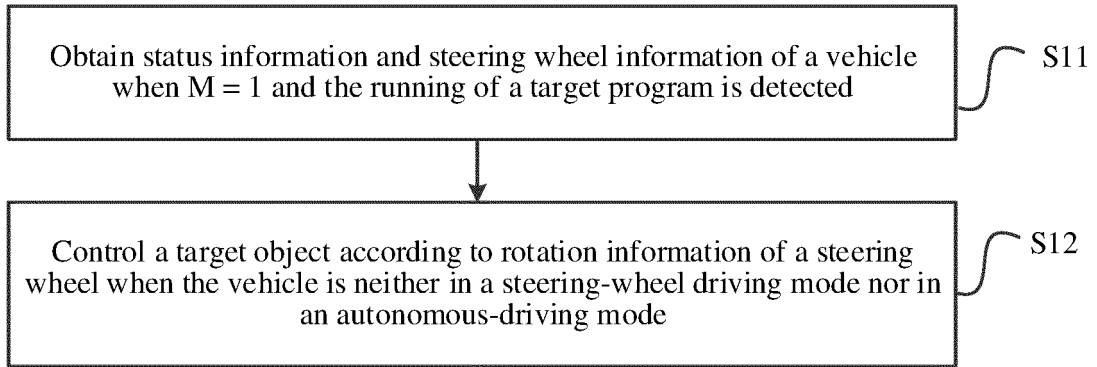 Obtain status information and steering wheel information of a vehicle
when M = 1 and the running of a target program is detected
S11
Control a target object according to rotation information of a steering
wheel when the vehicle is neither in a steering-wheel driving mode nor in
an autonomous-driving mode
S12